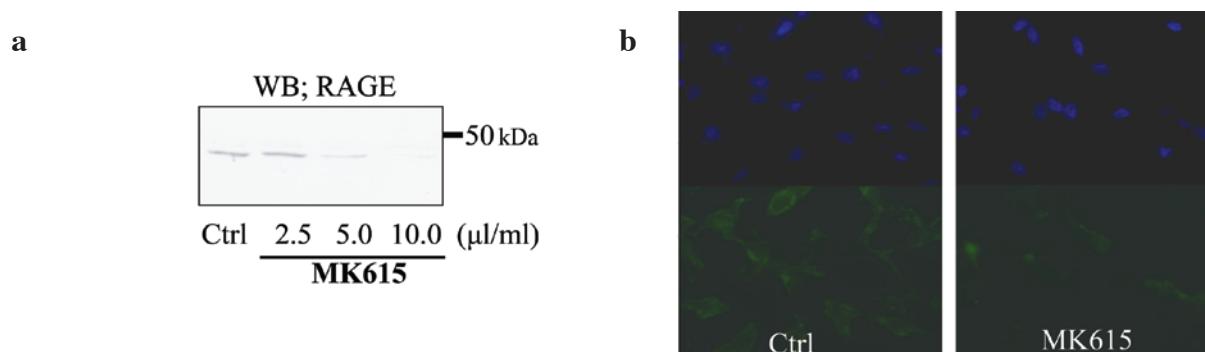 a
WB; RAGE
50 kDa
Ctrl 2.5 5.0 10.0 (µl/ml)
MK615
b
Ctrl
MK615